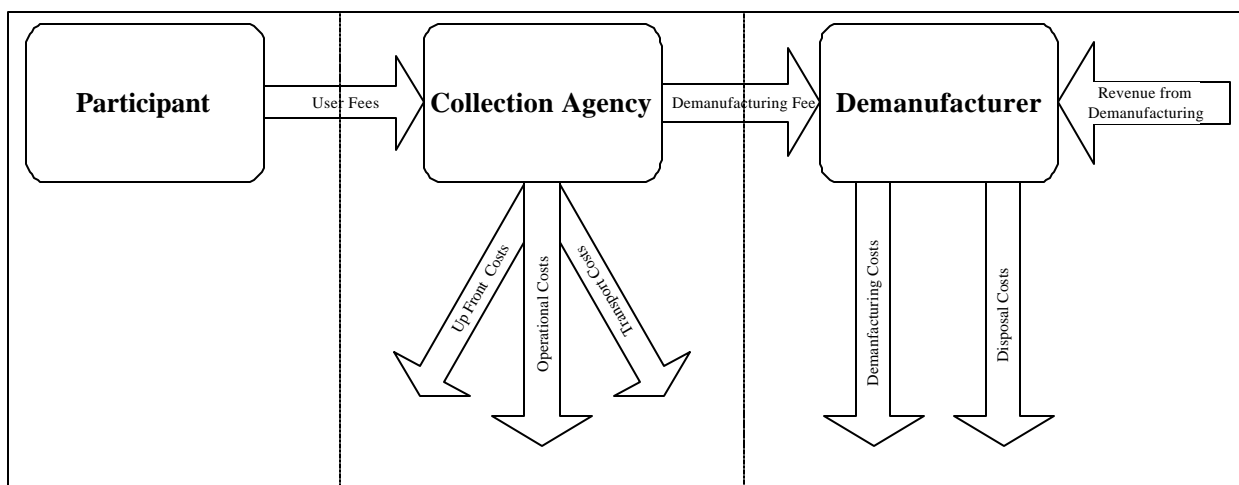 Participant
User Fees
Collection Agency
Demanufacturing Fee
Demanufacturer
Revenue from
Demanufacturing
Up Front Costs
Operational Costs
Transport Costs
Demanfacturing Costs
Disposal Costs